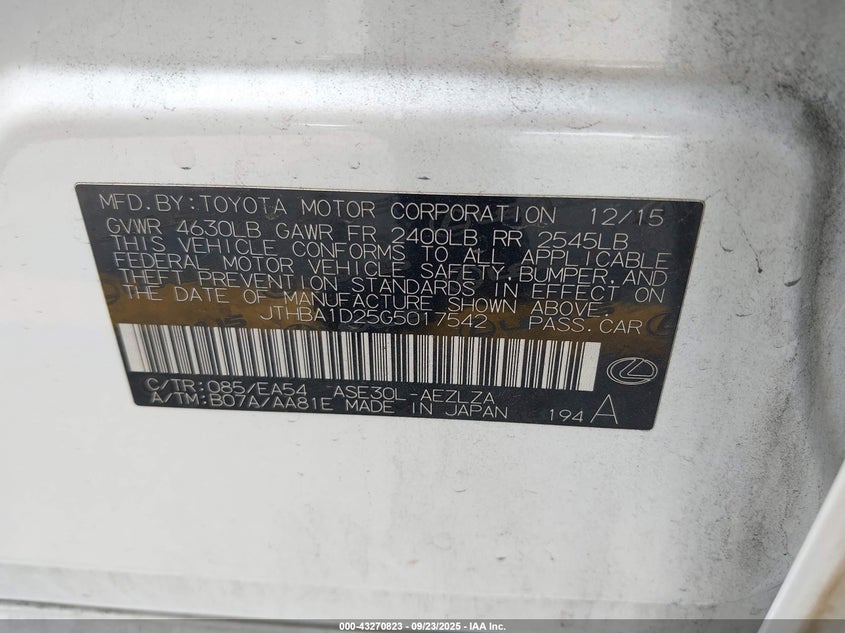 MFD.BY:TOYOTA MOTOR CORPORATION 12/15
GVWR 4630LB GAWR FR 2400LB RR 2545LB
THIS VEHICLE CONFORMS TO ALL APPLICABLE
FEDERAL MOTOR VEHICLE SAFETY,BUMPER,AND
THEFT PREVENTION STANDARDS IN EFFECT ON
THE DATE OF MANUFACTURE SHOWN ABOVE.
JTHBA1D25G5017542 PASS.CAR
C/TR:085/EA54 ASE30L-AEZLZA
A/TM:B07A/AA81E MADE IN JAPAN 194A
000-43270823 - 09/23/2025 - IAA Inc.